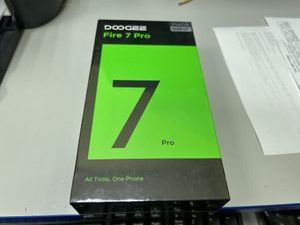 DOOGEE
Fire 7 Pro
7
Pro
All Tools, One Phone